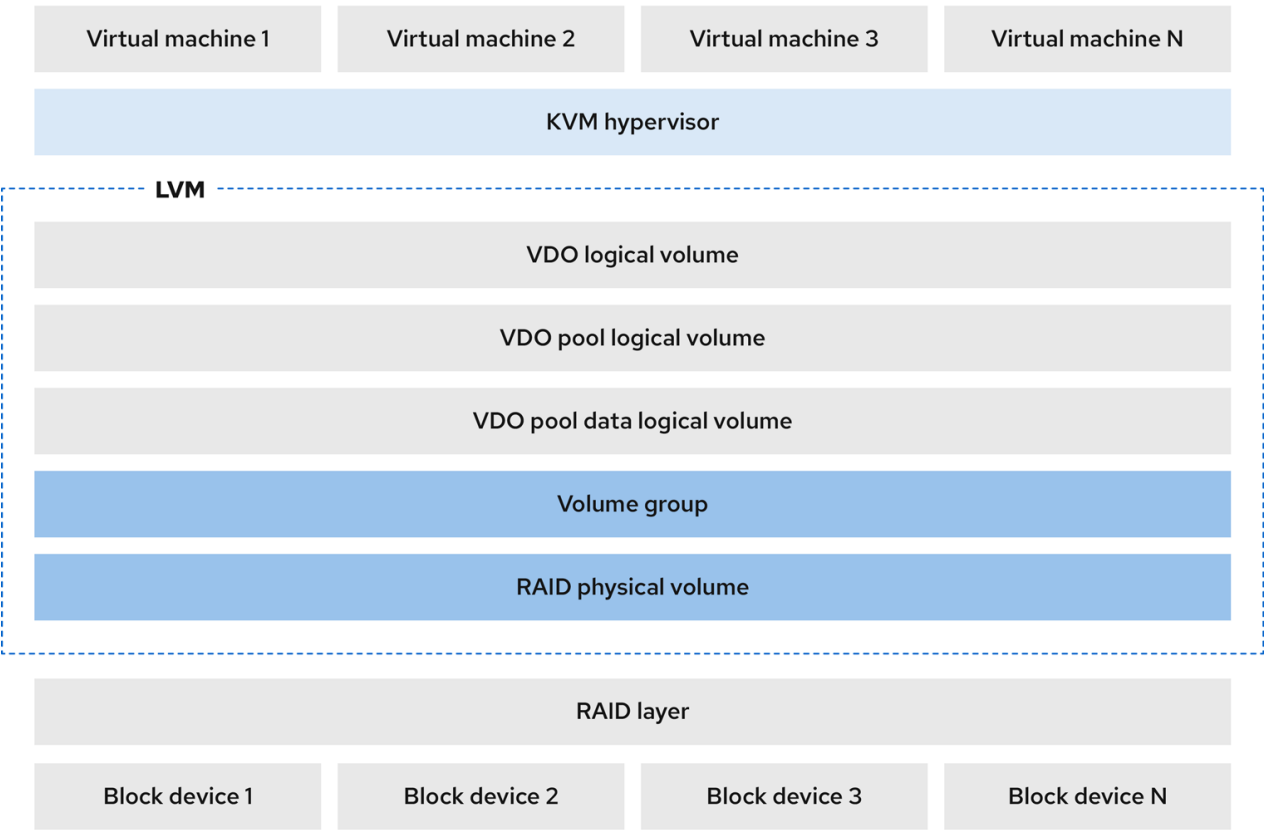 Virtual machine 1
Virtual machine 2
Virtual machine 3
Virtual machine N
KVM hypervisor
LVM
VDO logical volume
VDO pool logical volume
VDO pool data logical volume
Volume group
RAID physical volume
RAID layer
Block device 1
Block device 2
Block device 3
Block device N